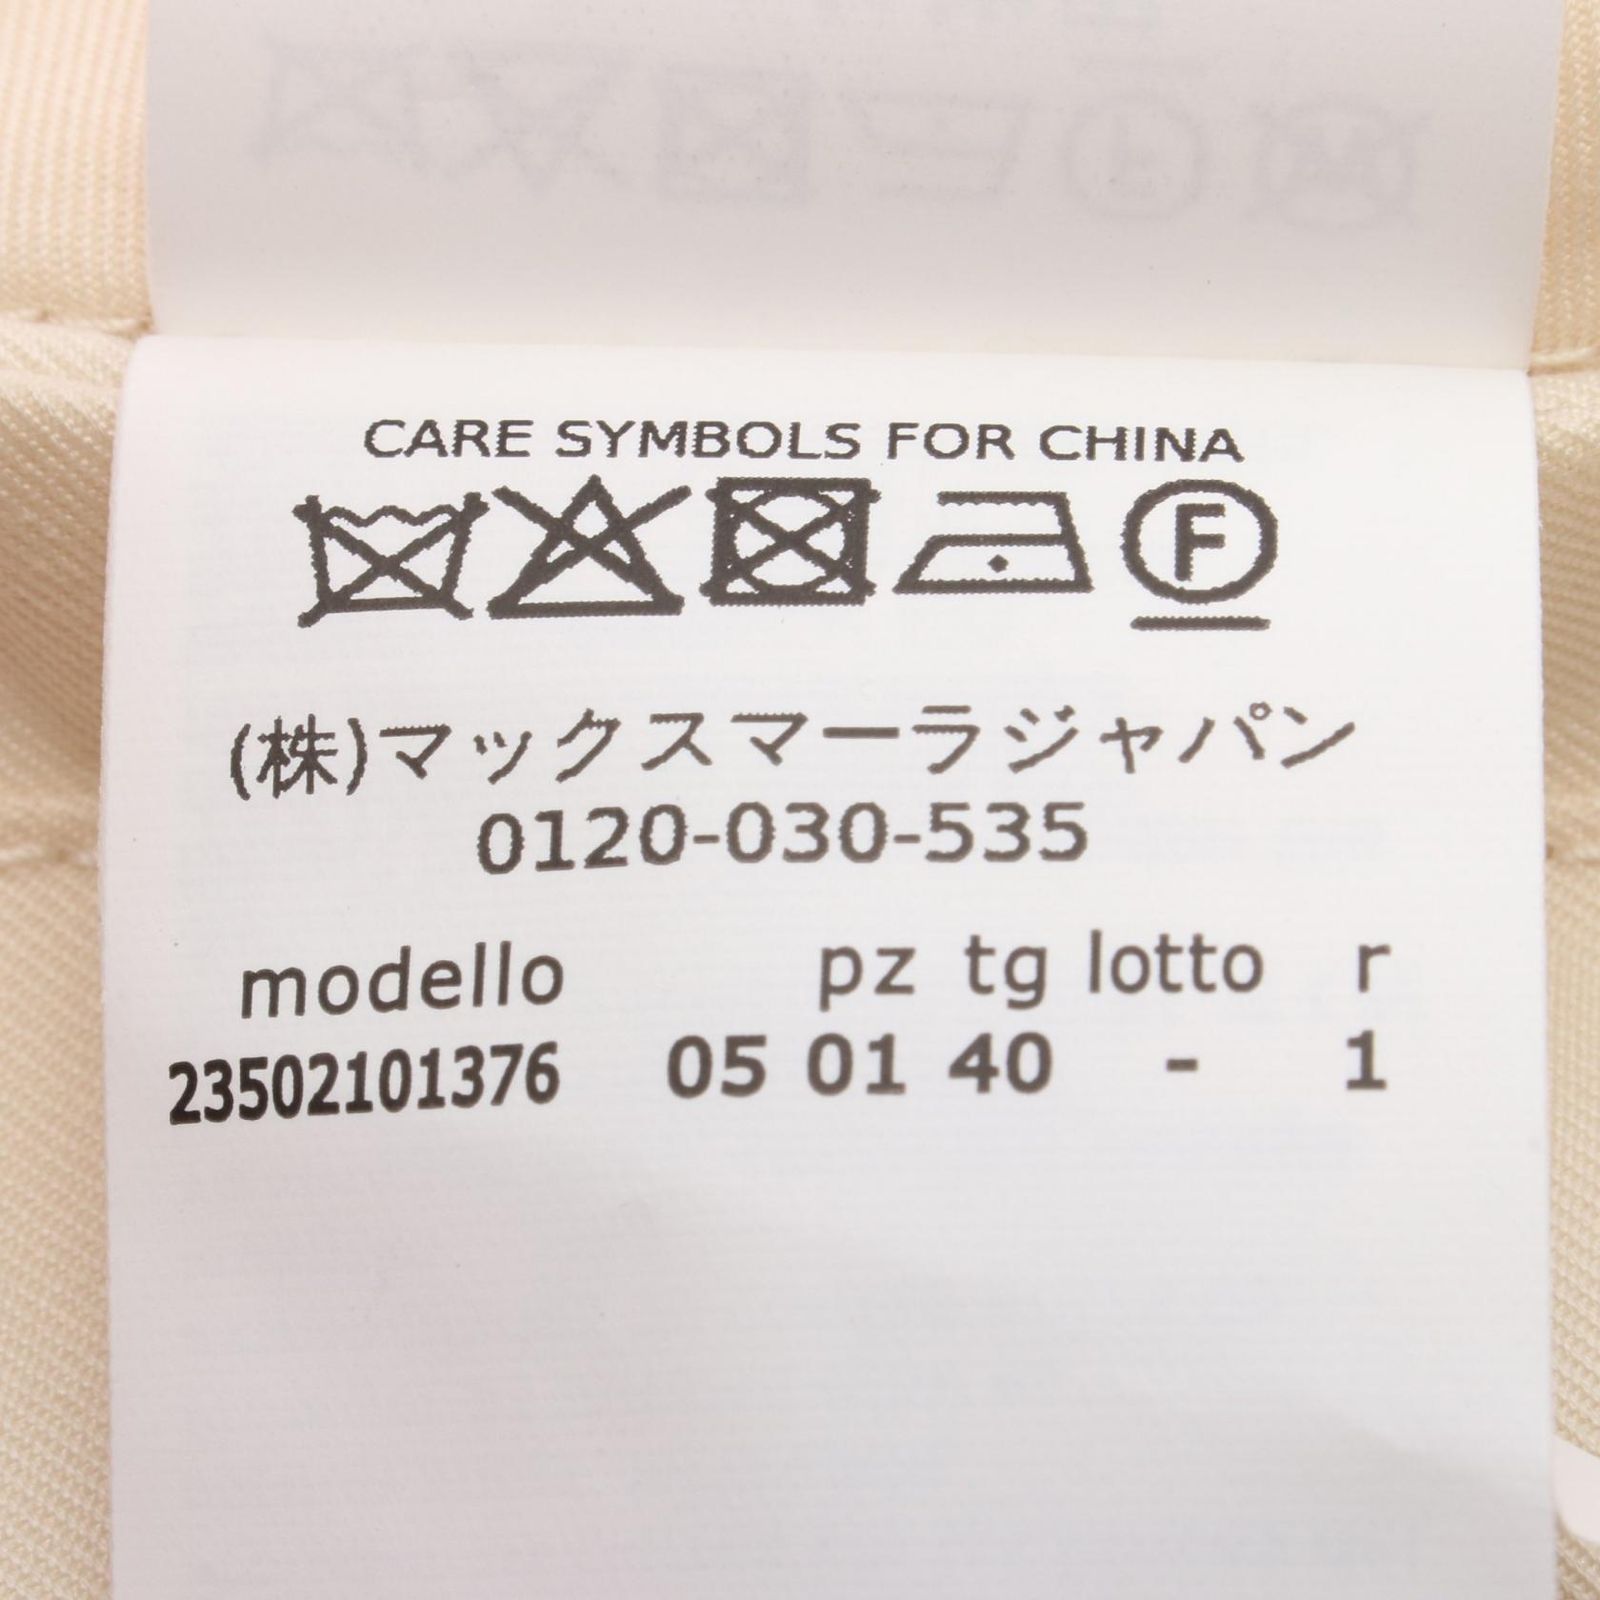 CARE SYMBOLS FOR CHINA
F
(株)マックスマーラジャパン
0120-030-535
modello pz tg lotto r
23502101376 05 01 40 - 1